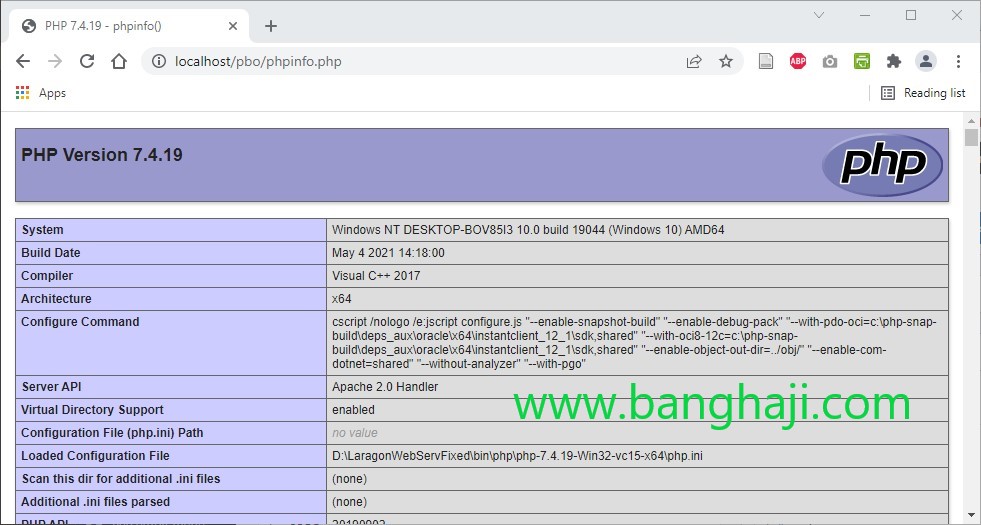 PHP 7.4.19 - phpinfo()
localhost/pbo/phpinfo.php
ABP
Apps
Reading list
PHP Version 7.4.19
php
System Windows NT DESKTOP-BOV85I3 10.0 build 19044 (Windows 10) AMD64
Build Date May 4 2021 14:18:00
Compiler Visual C++ 2017
Architecture x64
Configure Command cscript /nologo /e:jscript configure.js "--enable-snapshot-build" "--enable-debug-pack" "--with-pdo-oci=c:\php-snap-
build\deps_aux\oracle\x64\instantclient_12_1\sdk,shared" "--with-oci8-12c=c:\php-snap-
build\deps_aux\oracle\x64\instantclient_12_1\sdk,shared" "--enable-object-out-dir=../obj/" "--enable-com-
dotnet=shared" "--without-analyzer" "--with-pgo"
Server API Apache 2.0 Handler
www.banghaji.com
Virtual Directory Support enabled
Configuration File (php.ini) Path no value
Loaded Configuration File D:\LaragonWebServFixed\bin\php\php-7.4.19-Win32-vc15-x64\php.ini
Scan this dir for additional .ini files (none)
Additional .ini files parsed (none)
PHP API 20190902